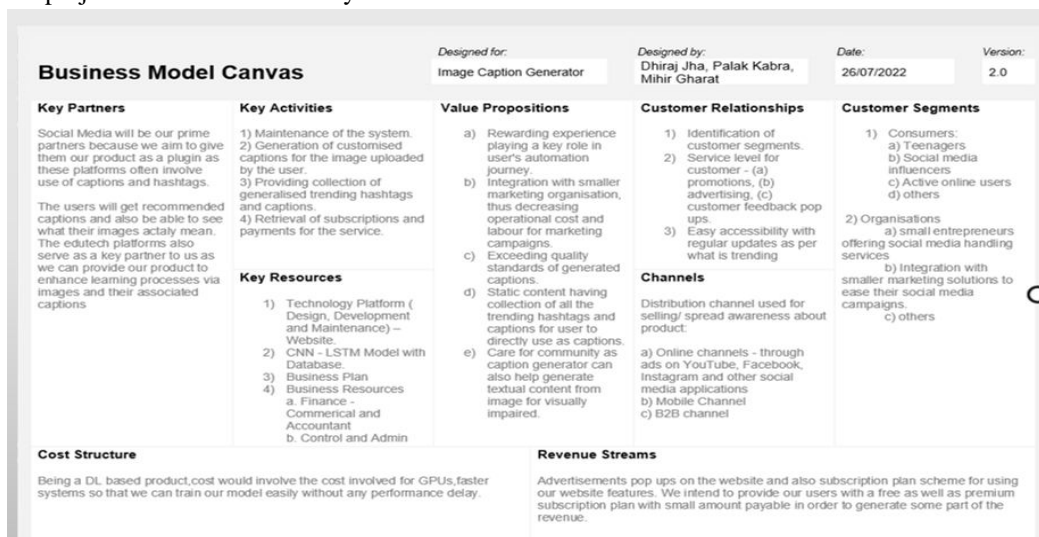 Business Model Canvas
Designed for:
Image Caption Generator
Designed by:
Dhiraj Jha, Palak Kabra,
Mihir Gharat
Date:
26/07/2022
Version:
2.0
Key Partners
Social Media will be our prime
partners because we aim to give
them our product as a plugin as
these platforms often involve
use of captions and hashtags.
The users will get recommended
captions and also be able to see
what their images actaly mean.
The edutech platforms also
serve as a key partner to us as
we can provide our product to
enhance learning processes via
images and their associated
captions
Key Activities
1) Maintenance of the system.
2) Generation of customised
captions for the image uploaded
by the user.
3) Providing collection of
generalised trending hashtags
and captions.
4) Retrieval of subscriptions and
payments for the service.
Key Resources
1) Technology Platform (
Design, Development
and Maintenance) –
Website.
2) CNN - LSTM Model with
Database.
3) Business Plan
4) Business Resources
a. Finance -
Commerical and
Accountant
b. Control and Admin
Value Propositions
a) Rewarding experience
playing a key role in
user's automation
journey.
b) Integration with smaller
marketing organisation,
thus decreasing
operational cost and
labour for marketing
campaigns.
c) Exceeding quality
standards of generated
captions.
d) Static content having
collection of all the
trending hashtags and
captions for user to
directly use as captions.
e) Care for community as
caption generator can
also help generate
textual content from
image for visually
impaired.
Customer Relationships
1) Identification of
customer segments.
2) Service level for
customer - (a)
promotions, (b)
advertising, (c)
customer feedback pop
ups.
3) Easy accessibility with
regular updates as per
what is trending
Channels
Distribution channel used for
selling/ spread awareness about
product:
a) Online channels - through
ads on YouTube, Facebook,
Instagram and other social
media applications
b) Mobile Channel
c) B2B channel
Customer Segments
1) Consumers:
a) Teenagers
b) Social media
influencers
c) Active online users
d) others
2) Organisations
a) small entrepreneurs
offering social media handling
services
b) Integration with
smaller marketing solutions to
ease their social media
campaigns.
c) others
Cost Structure
Being a DL based product,cost would involve the cost involved for GPUs,faster
systems so that we can train our model easily without any performance delay.
Revenue Streams
Advertisements pop ups on the website and also subscription plan scheme for using
our website features. We intend to provide our users with a free as well as premium
subscription plan with small amount payable in order to generate some part of the
revenue.